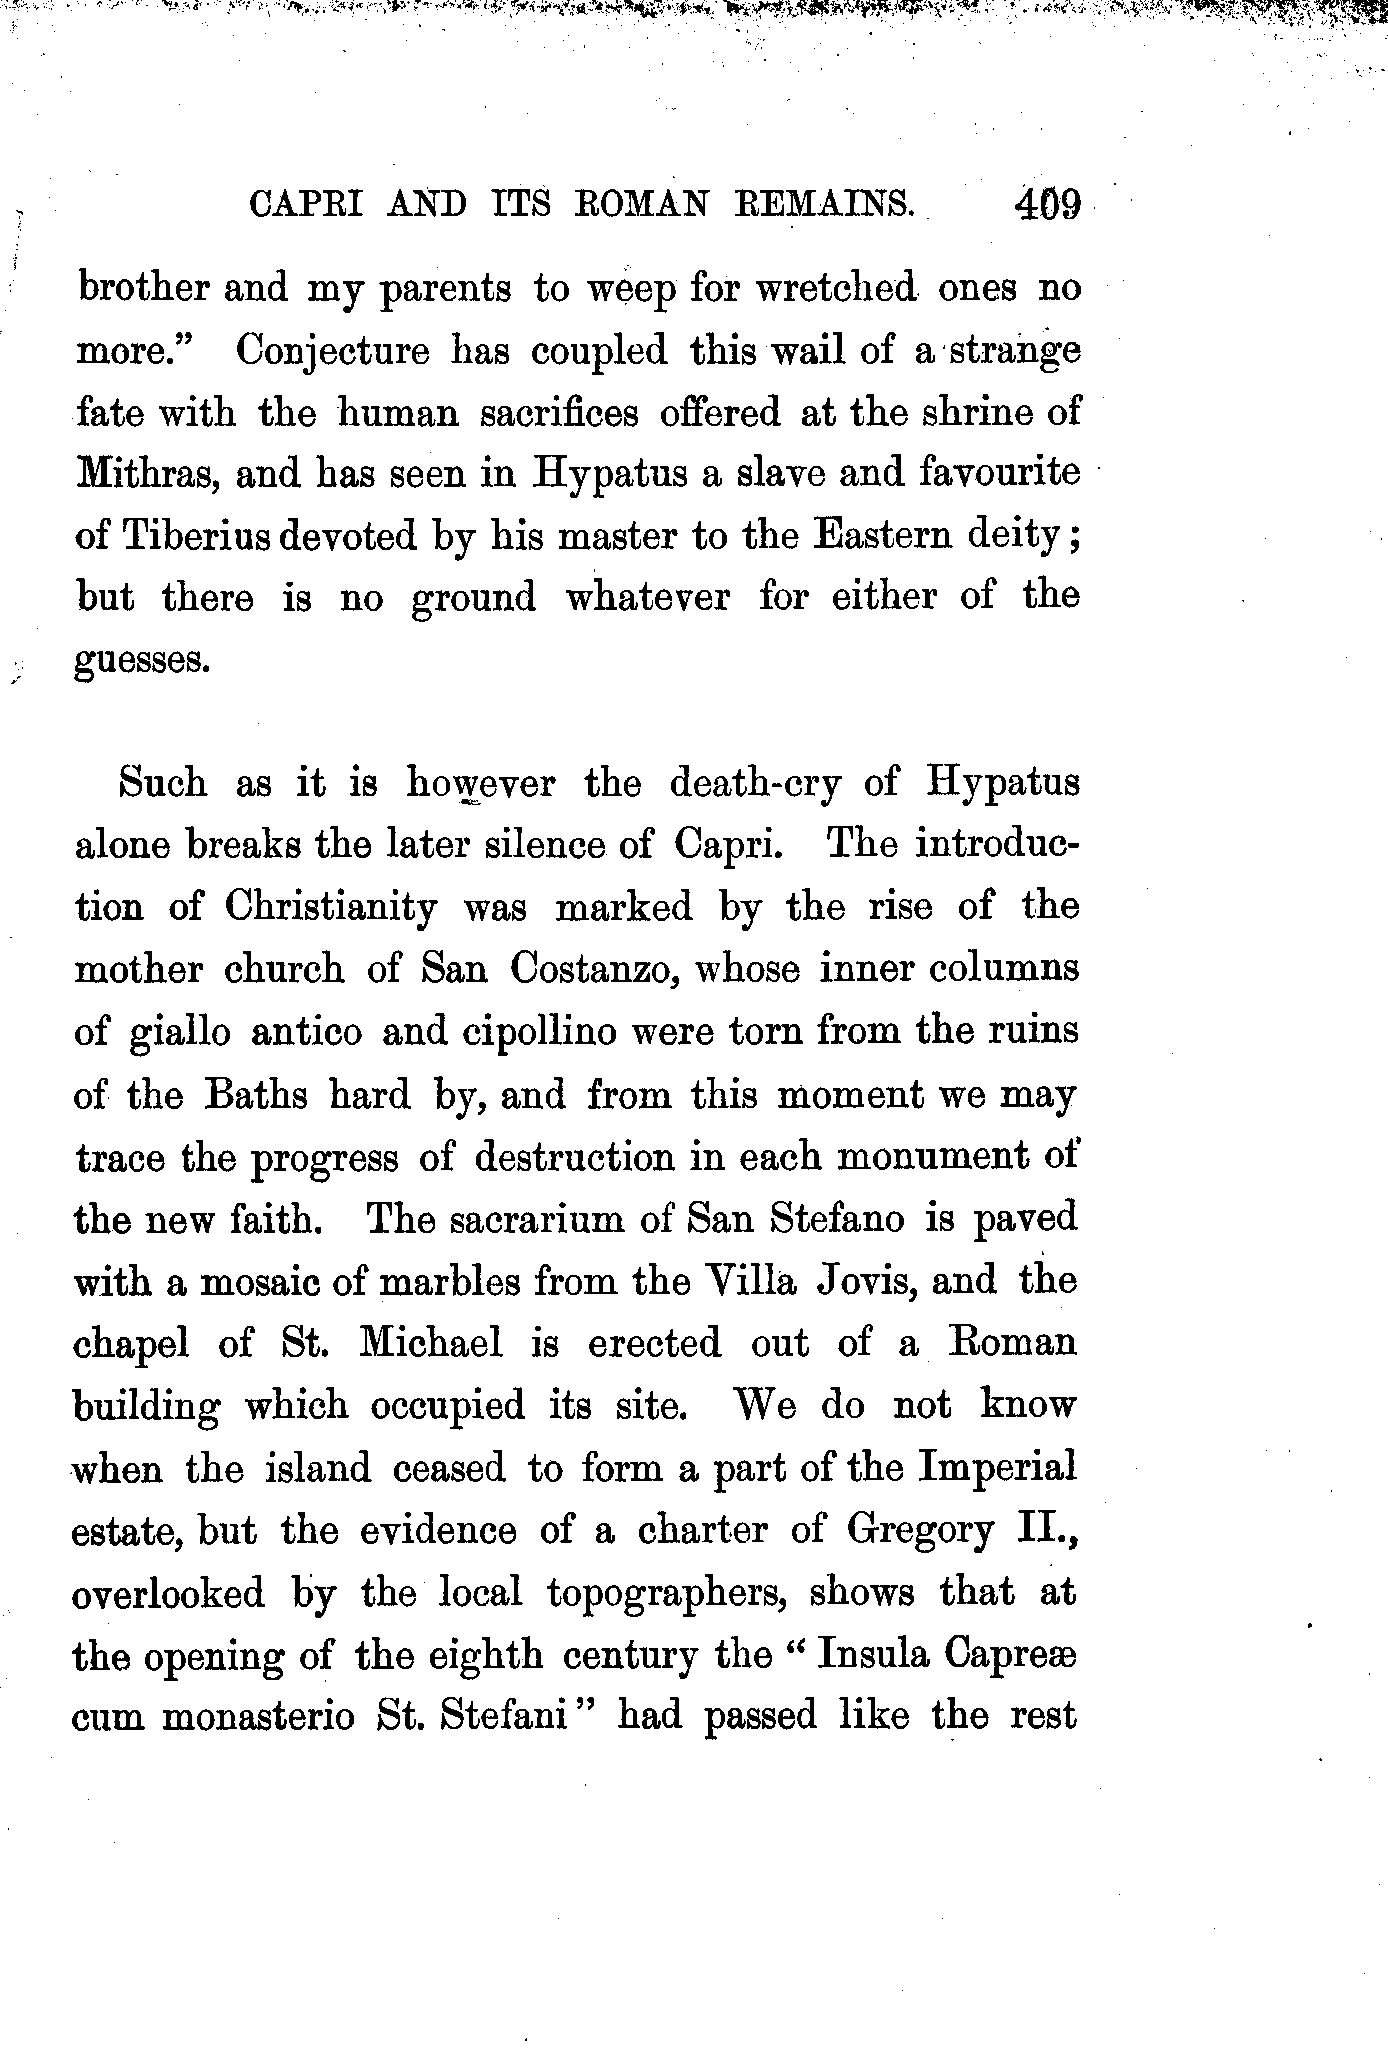 CAPRI AND ITS ROMAN REMAINS. 409
brother and my parents to weep for wretched ones no
more.” Conjecture has coupled this wail of a strange
fate with the human sacrifices offered at the shrine of
Mithras, and has seen in Hypatus a slave and favourite
of Tiberius devoted by his master to the Eastern deity;
but there is no ground whatever for either of the
guesses.
Such as it is however the death-cry of Hypatus
alone breaks the later silence of Capri. The introduc-
tion of Christianity was marked by the rise of the
mother church of San Costanzo, whose inner columns
of giallo antico and cipollino were torn from the ruins
of the Baths hard by, and from this moment we may
trace the progress of destruction in each monument of
the new faith. The sacrarium of San Stefano is paved
with a mosaic of marbles from the Villa Jovis, and the
chapel of St. Michael is erected out of a Roman
building which occupied its site. We do not know
when the island ceased to form a part of the Imperial
estate, but the evidence of a charter of Gregory II.,
overlooked by the local topographers, shows that at
the opening of the eighth century the “ Insula Capreæ
cum monasterio St. Stefani” had passed like the rest